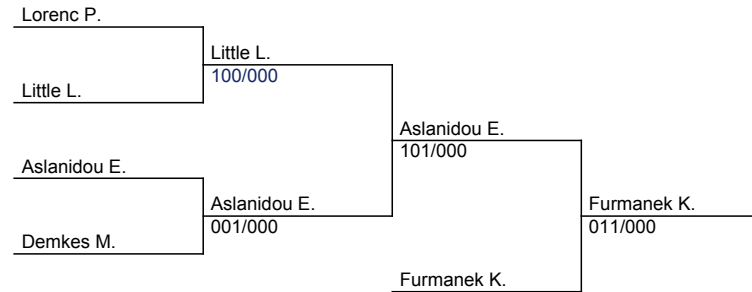 Lorenc P.
Little L.
100/000
Little L.
Aslanidou E.
101/000
Aslanidou E.
Aslanidou E.
001/000
Furmanek K.
011/000
Demkes M.
Furmanek K.